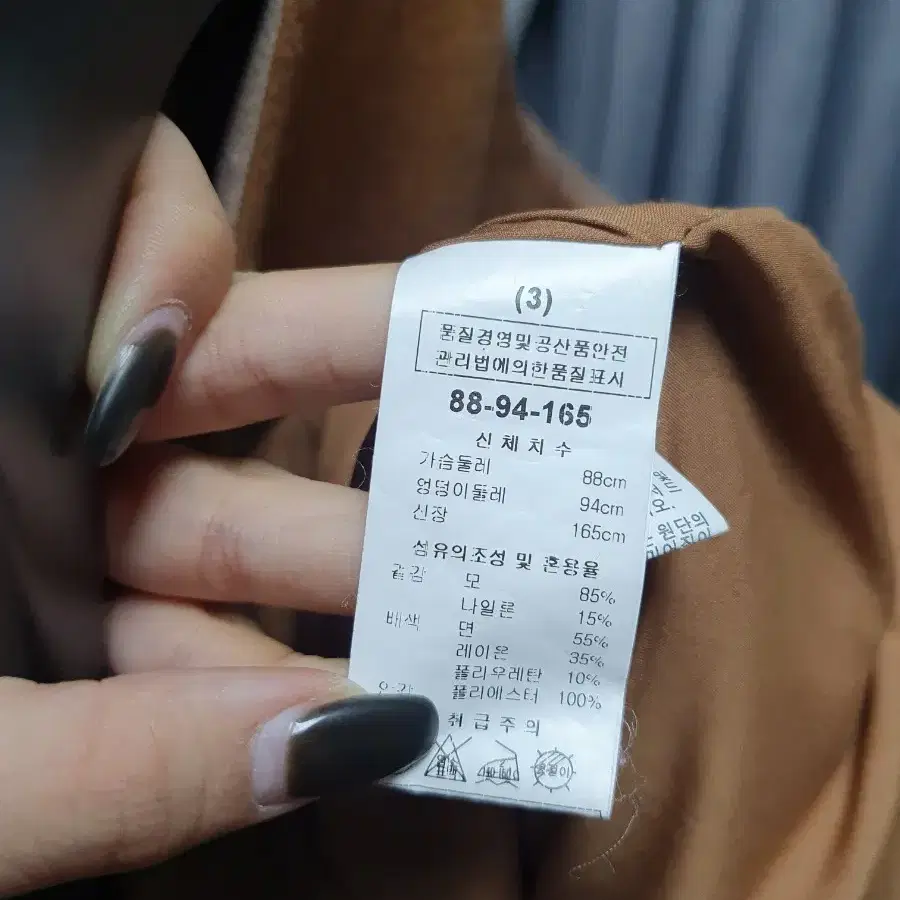 (3)
품질경영및공산품안전
관리법에의한품질표시
88-94-165
신체치수
가슴둘레 88cm
엉덩이둘레 94cm
신장 165cm
섬유의조성 및 혼용율
겉감 모 85%
나일론 15%
배색 면 55%
레이온 35%
폴리우레탄 10%
폴리에스터 100%
취급주의
원단의